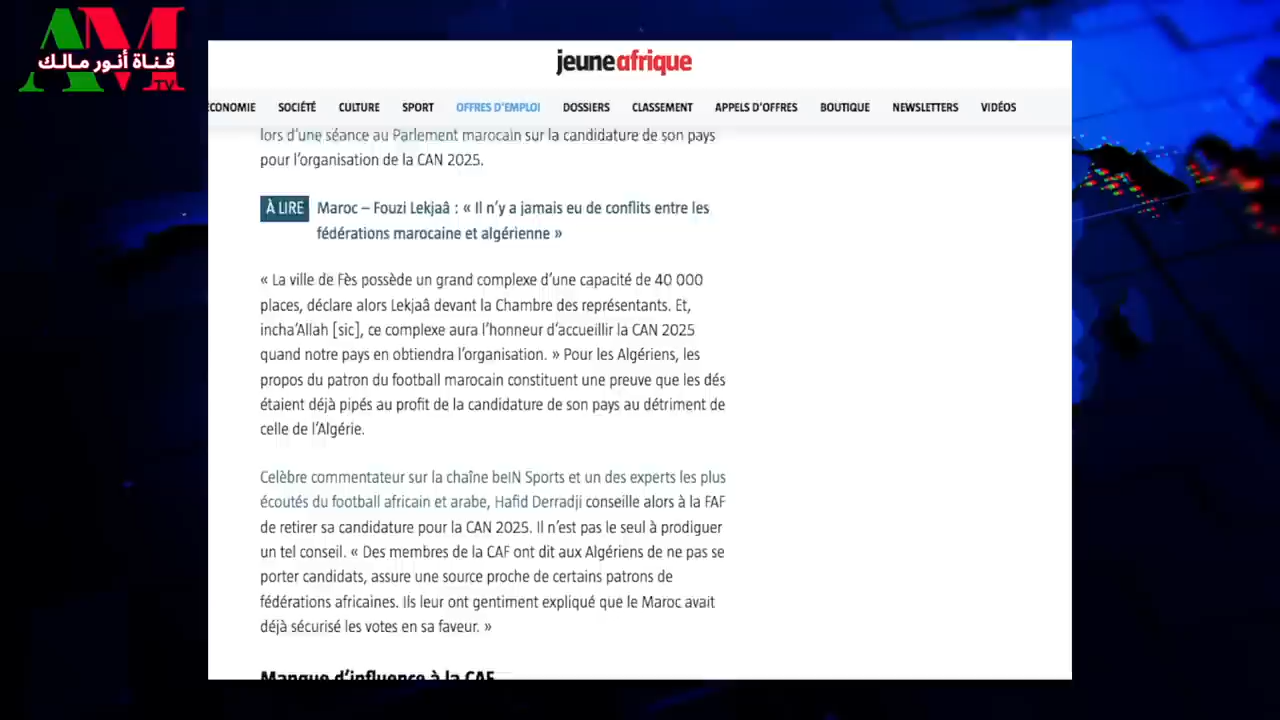 AM
قناة أنور مالك
TV
jeuneafrique
ECONOMIE SOCIÉTÉ CULTURE SPORT OFFRES D'EMPLOI DOSSIERS CLASSEMENT APPELS D'OFFRES BOUTIQUE NEWSLETTERS VIDÉOS
lors d'une séance au Parlement marocain sur la candidature de son pays
pour l'organisation de la CAN 2025.
À LIRE Maroc – Fouzi Lekjaâ : « Il n'y a jamais eu de conflits entre les
fédérations marocaine et algérienne »
« La ville de Fès possède un grand complexe d'une capacité de 40 000
places, déclare alors Lekjaâ devant la Chambre des représentants. Et,
incha'Allah [sic], ce complexe aura l'honneur d'accueillir la CAN 2025
quand notre pays en obtiendra l'organisation. » Pour les Algériens, les
propos du patron du football marocain constituent une preuve que les dés
étaient déjà pipés au profit de la candidature de son pays au détriment de
celle de l'Algérie.
Celèbre commentateur sur la chaîne beIN Sports et un des experts les plus
écoutés du football africain et arabe, Hafid Derradji conseille alors à la FAF
de retirer sa candidature pour la CAN 2025. Il n'est pas le seul à prodiguer
un tel conseil. « Des membres de la CAF ont dit aux Algériens de ne pas se
porter candidats, assure une source proche de certains patrons de
fédérations africaines. Ils leur ont gentiment expliqué que le Maroc avait
déjà sécurisé les votes en sa faveur. »
Manque d'influence à la CAF